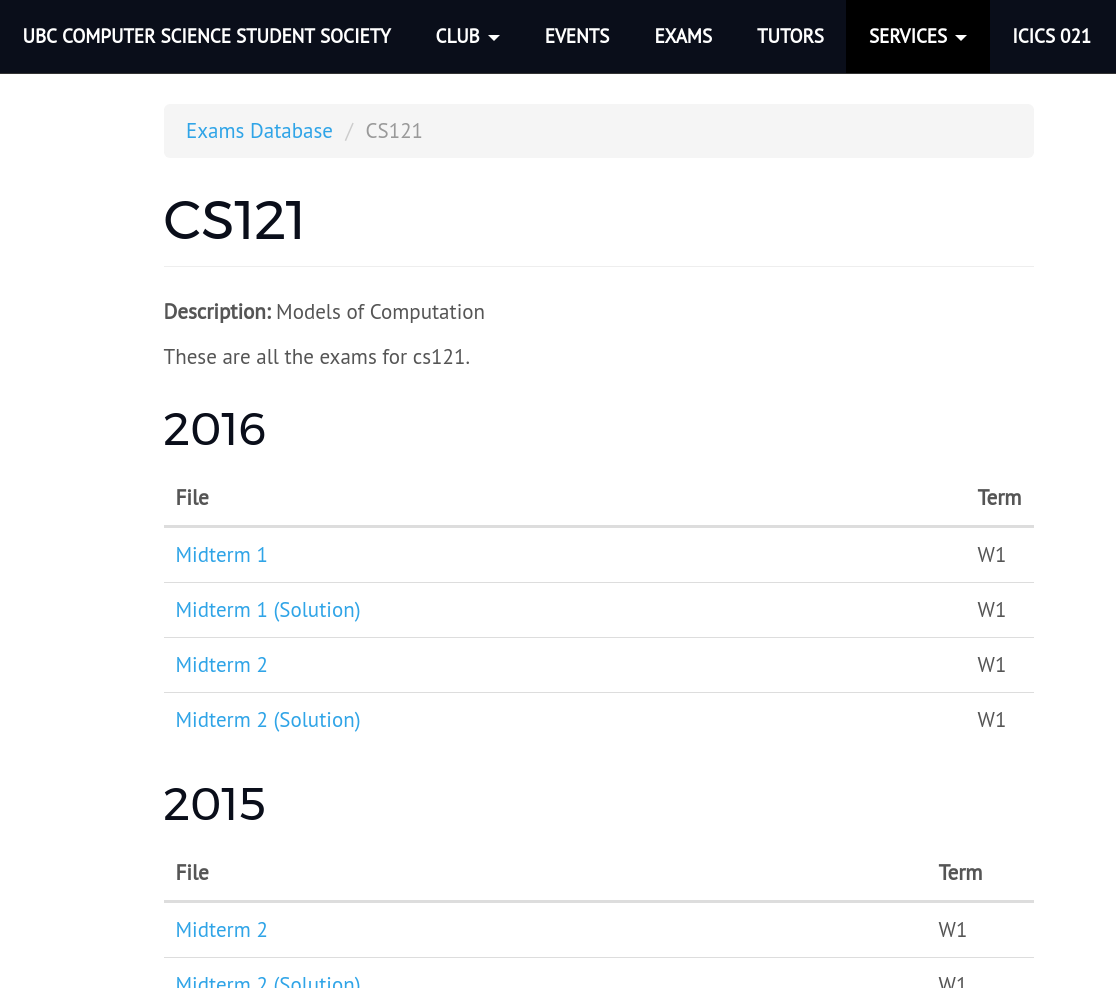 UBC COMPUTER SCIENCE STUDENT SOCIETY CLUB EVENTS EXAMS TUTORS SERVICES ICICS 021
Exams Database / CS121
CS121
Description: Models of Computation
These are all the exams for cs121.
2016
File Term
Midterm 1 W1
Midterm 1 (Solution) W1
Midterm 2 W1
Midterm 2 (Solution) W1
2015
File Term
Midterm 2 W1
Midterm 2 (Solution) W1